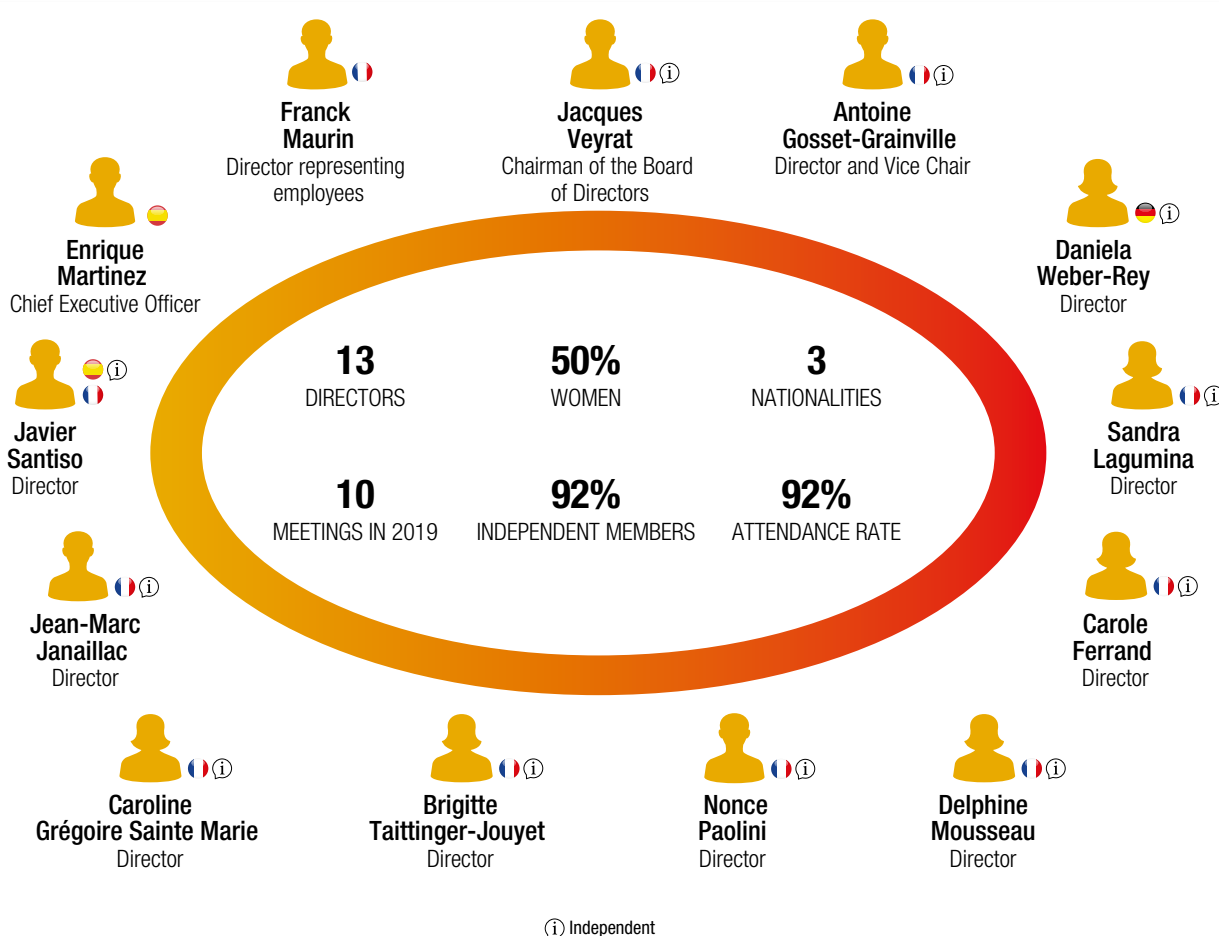 Franck
Maurin
Director representing
employees
Jacques
Veyrat
Chairman of the Board
of Directors
Antoine
Gosset-Grainville
Director and Vice Chair
Enrique
Martinez
Chief Executive Officer
Daniela
Weber-Rey
Director
Javier
Santiso
Director
13
DIRECTORS
50%
WOMEN
3
NATIONALITIES
Sandra
Lagumina
Director
10
MEETINGS IN 2019
92%
INDEPENDENT MEMBERS
92%
ATTENDANCE RATE
Jean-Marc
Janaillac
Director
Carole
Ferrand
Director
Caroline
Grégoire Sainte Marie
Director
Brigitte
Taittinger-Jouyet
Director
Nonce
Paolini
Director
Delphine
Mousseau
Director
i Independent